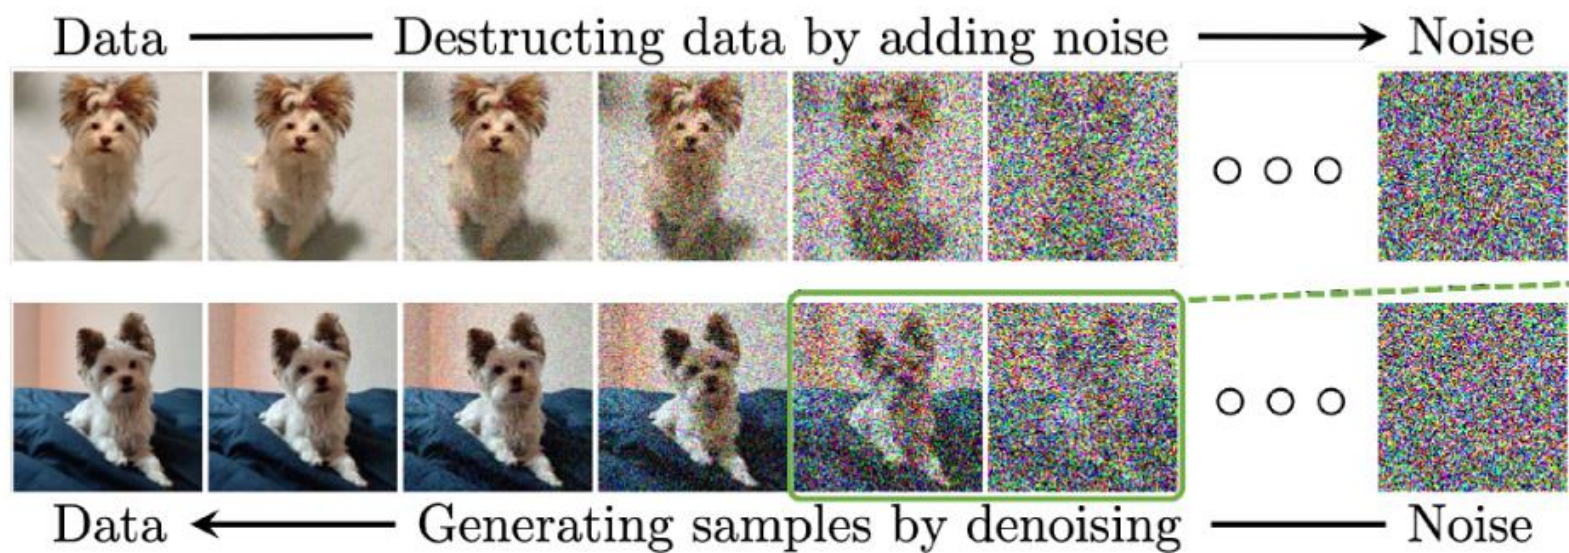 Data Destructing data by adding noise Noise
Data Generating samples by denoising Noise